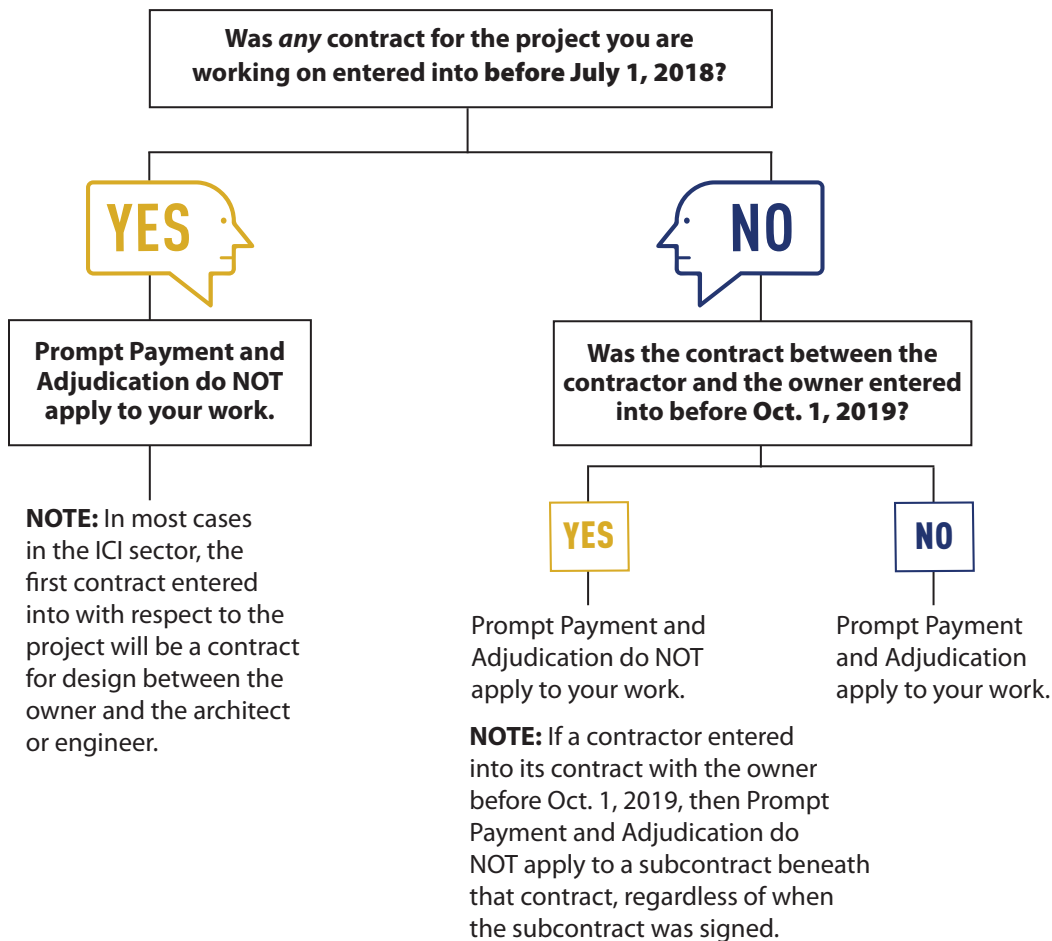 Was any contract for the project you are
working on entered into before July 1, 2018?
YES
NO
Prompt Payment and
Adjudication do NOT
apply to your work.
NOTE: In most cases
in the ICI sector, the
first contract entered
into with respect to the
project will be a contract
for design between the
owner and the architect
or engineer.
Was the contract between the
contractor and the owner entered
into before Oct. 1, 2019?
YES
NO
Prompt Payment and
Adjudication do NOT
apply to your work.
NOTE: If a contractor entered
into its contract with the owner
before Oct. 1, 2019, then Prompt
Payment and Adjudication do
NOT apply to a subcontract beneath
that contract, regardless of when
the subcontract was signed.
Prompt Payment
and Adjudication
apply to your work.